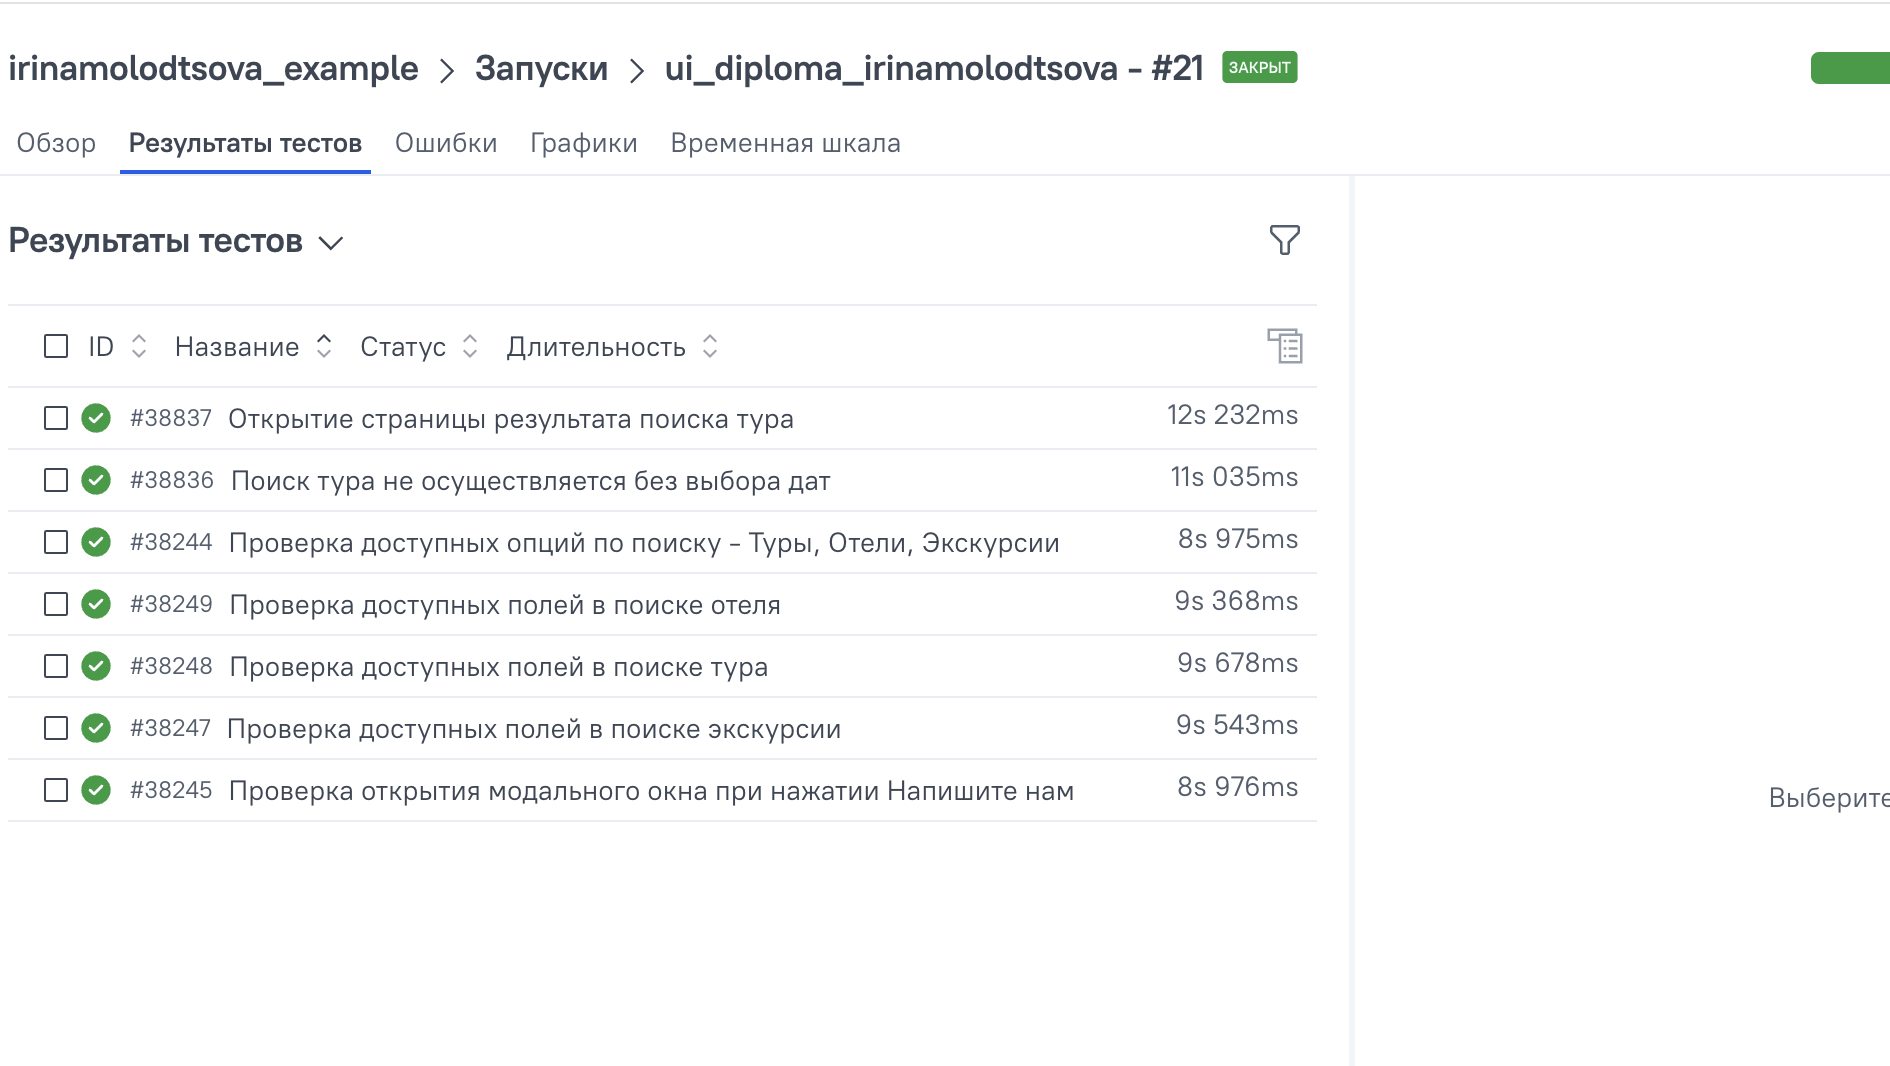 irinamolodtsova_example > Запуски > ui_diploma_irinamolodtsova - #21 ЗАКРЫТ
Обзор Результаты тестов Ошибки Графики Временная шкала
Результаты тестов
ID Название Статус Длительность
#38837 Открытие страницы результата поиска тура 12s 232ms
#38836 Поиск тура не осуществляется без выбора дат 11s 035ms
#38244 Проверка доступных опций по поиску - Туры, Отели, Экскурсии 8s 975ms
#38249 Проверка доступных полей в поиске отеля 9s 368ms
#38248 Проверка доступных полей в поиске тура 9s 678ms
#38247 Проверка доступных полей в поиске экскурсии 9s 543ms
#38245 Проверка открытия модального окна при нажатии Напишите нам 8s 976ms
Выберите